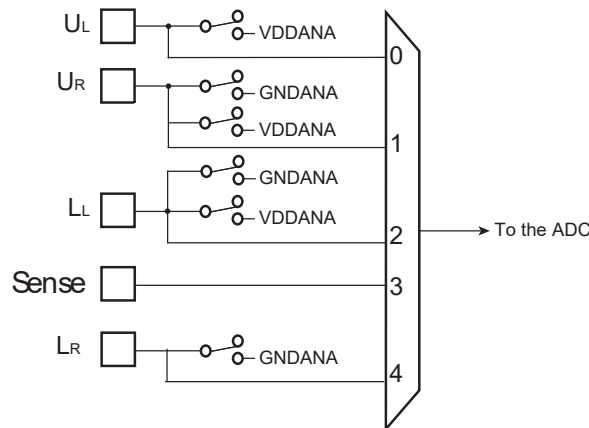 UL
VDDANA
0
UR
GNDANA
VDDANA
1
GNDANA
LL
VDDANA
2
To the ADC
Sense
3
LR
GNDANA
4